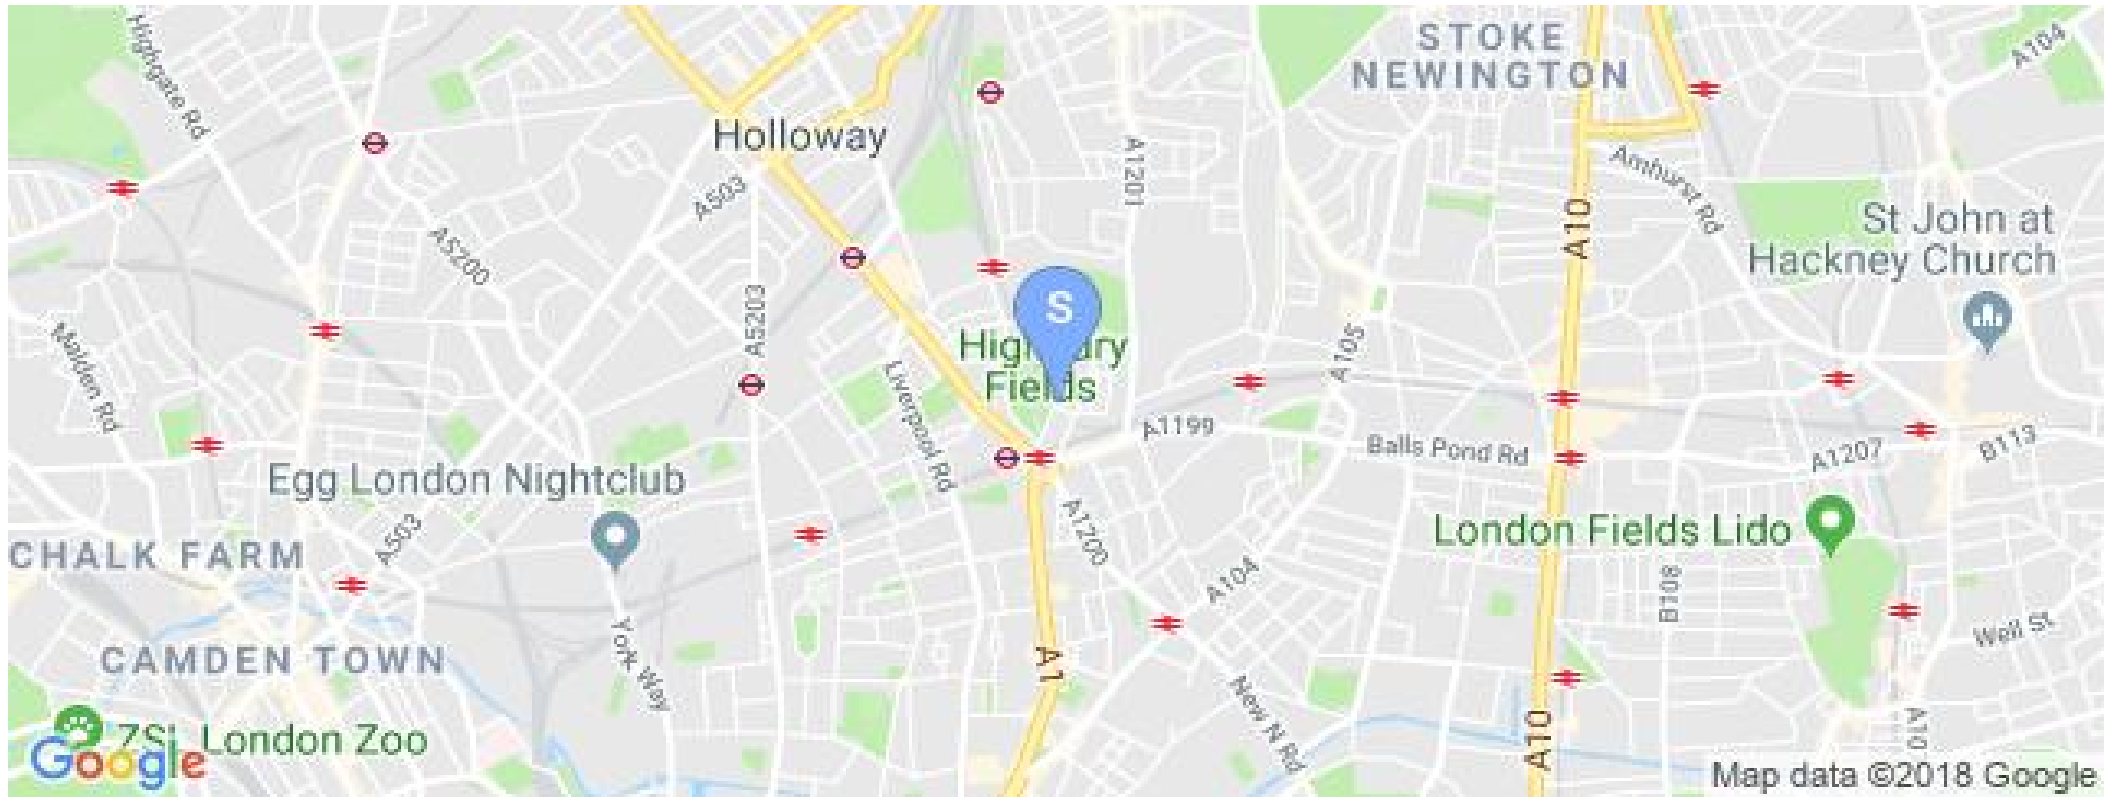 STOKE
NEWINGTON
Highgate Rd
A104
Holloway
A1201
Amhurst Rd
A503
A10
St John at
Hackney Church
A5200
A5203
S
Highbury
Fields
A105
Malden Rd
Liverpool Rd
A1199
Balls Pond Rd
A1207
B113
Egg London Nightclub
A503
A1200
London Fields Lido
CHALK FARM
A104
B108
York Way
Well St
CAMDEN TOWN
A1
New N Rd
A10
A10
ZSL London Zoo
Google
Map data ©2018 Google